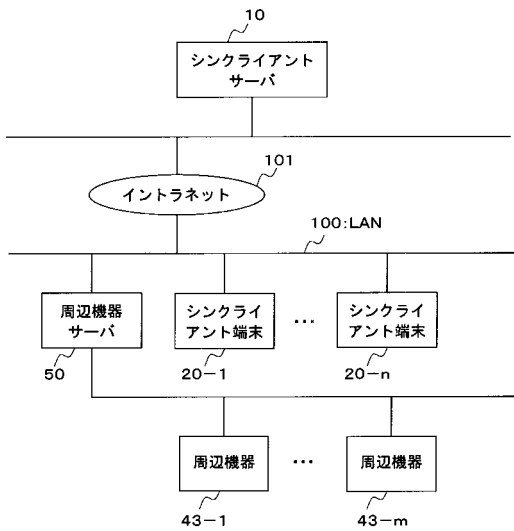 10
シンクライアント
サーバ
101
イントラネット
100:LAN
周辺機器
サーバ
シンクライ
アント端末
...
シンクライ
アント端末
50
20-1
20-n
周辺機器
...
周辺機器
43-1
43-m